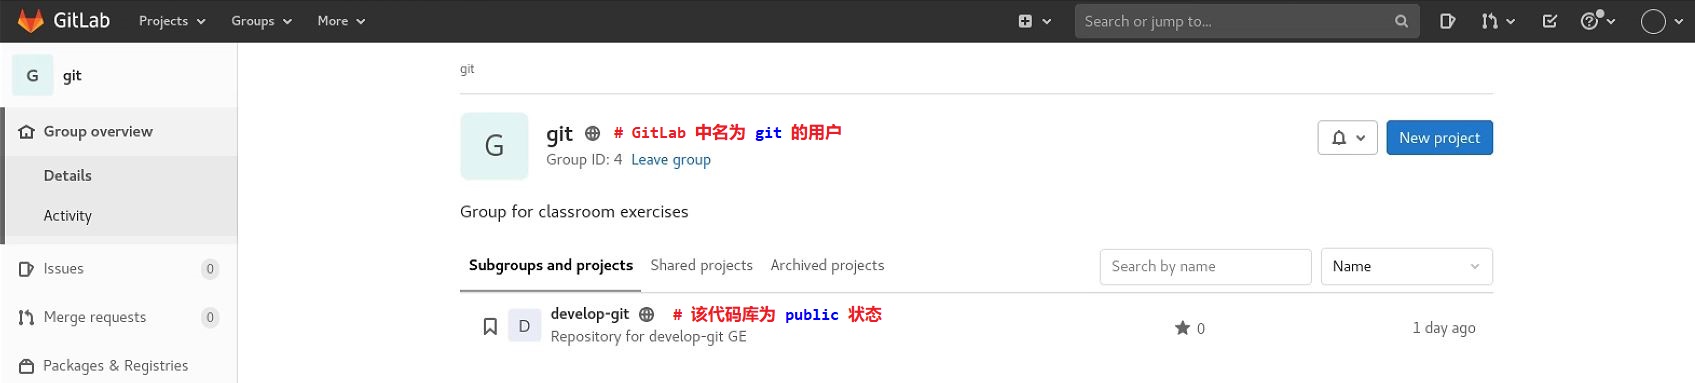 GitLab Projects Groups More Search or jump to...
G git
git
Group overview
G git # GitLab 中名为 git 的用户
Group ID: 4 Leave group
New project
Details
Activity
Group for classroom exercises
Issues 0
Subgroups and projects Shared projects Archived projects Search by name Name
Merge requests 0
D develop-git # 该代码库为 public 状态
Repository for develop-git GE
0 1 day ago
Packages & Registries